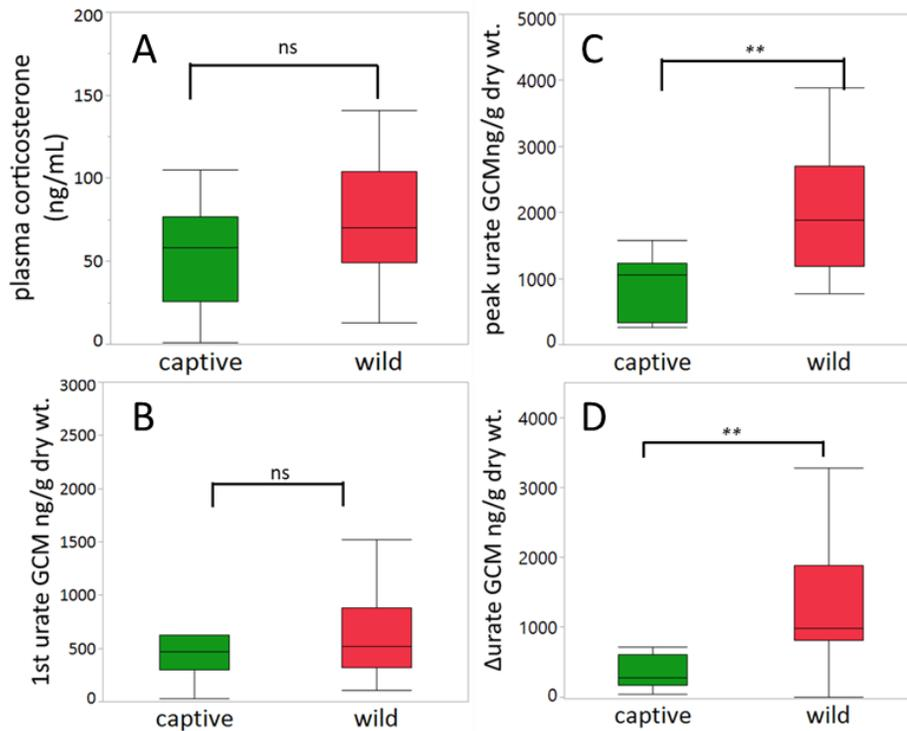 A
plasma corticosterone
(ng/mL)
200
150
100
50
0
ns
captive wild
C
peak urate GCMng/g dry wt.
5000
4000
3000
2000
1000
0
**
captive wild
B
1st urate GCM ng/g dry wt.
3000
2500
2000
1500
1000
500
0
ns
captive wild
D
Δurate GCM ng/g dry wt.
4000
3000
2000
1000
0
**
captive wild